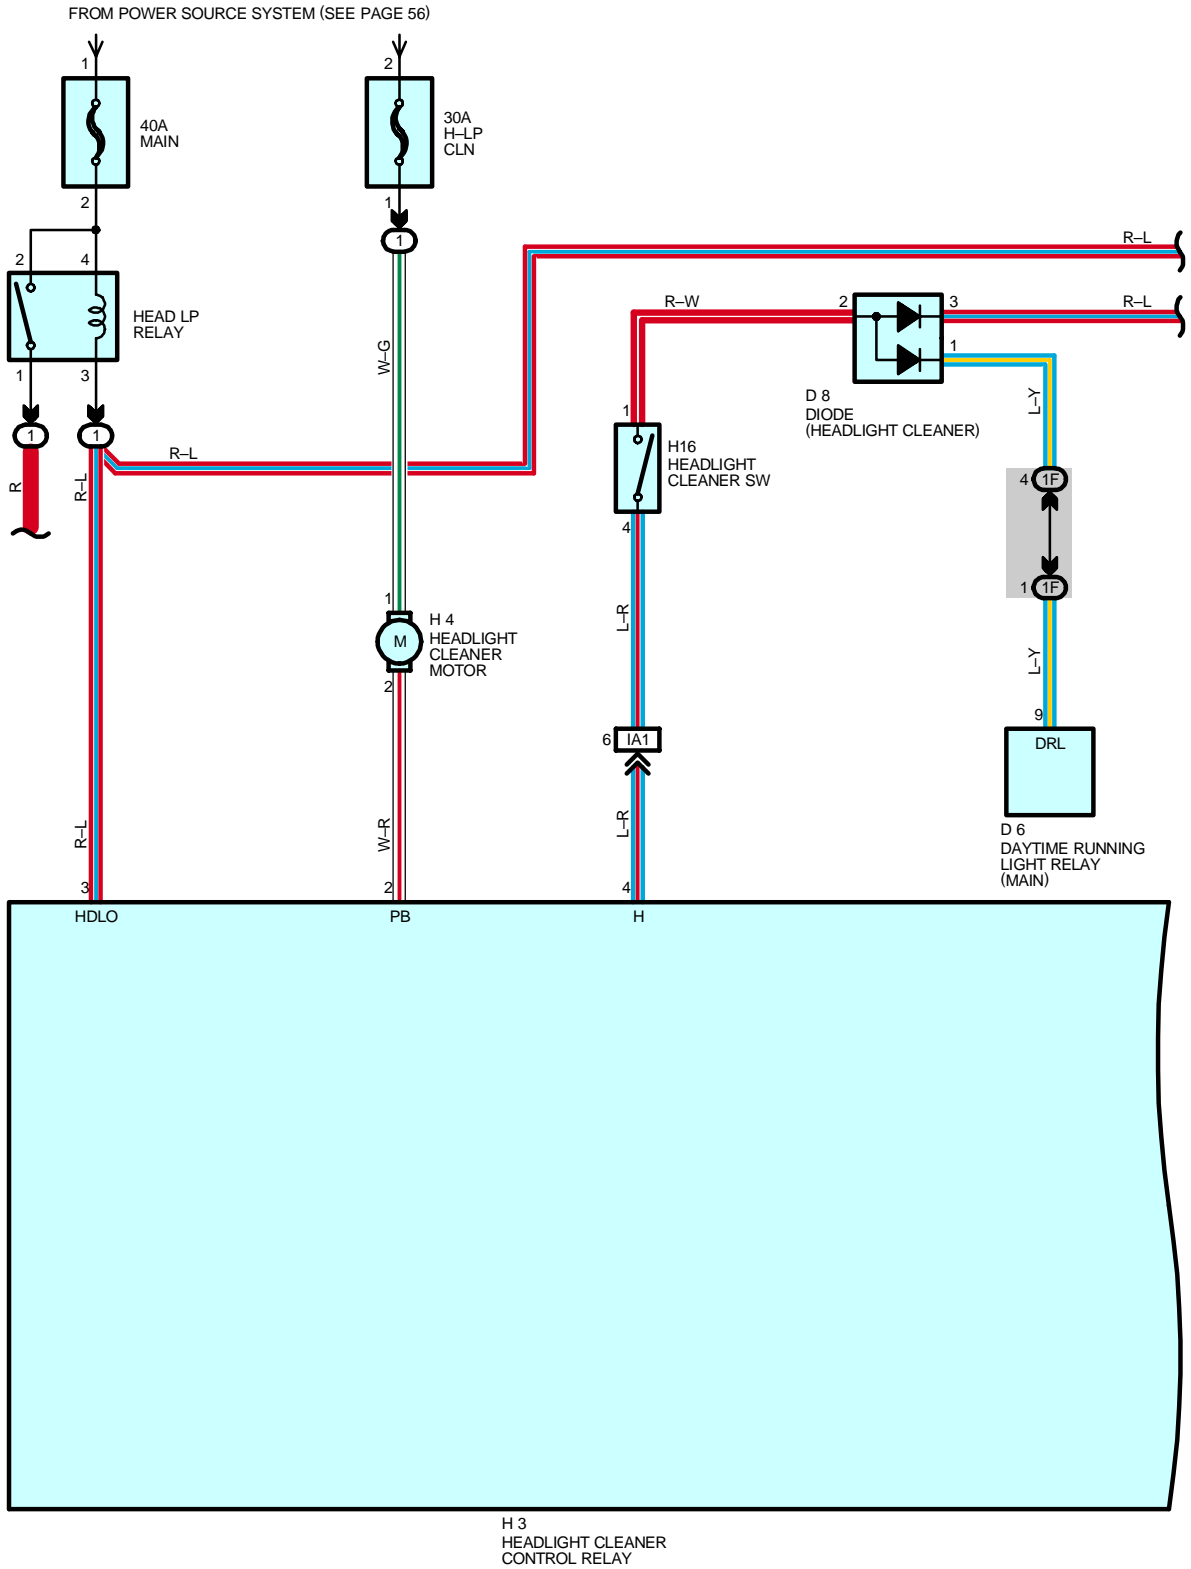 FROM POWER SOURCE SYSTEM (SEE PAGE 56)
1
2
40A
MAIN
30A
H–LP
CLN
2
1
1
2
4
HEAD LP
RELAY
1
3
1
1
R
R–L
R–L
W–G
R–L
R–W
2
3
R–L
1
D 8
DIODE
(HEADLIGHT CLEANER)
L–Y
1
H16
HEADLIGHT
CLEANER SW
4
4
1F
1
1F
L–R
L–Y
1
M
H 4
HEADLIGHT
CLEANER
MOTOR
2
6
IA1
9
DRL
D 6
DAYTIME RUNNING
LIGHT RELAY
(MAIN)
R–L
W–R
L–R
3
2
4
HDLO
PB
H
H 3
HEADLIGHT CLEANER
CONTROL RELAY